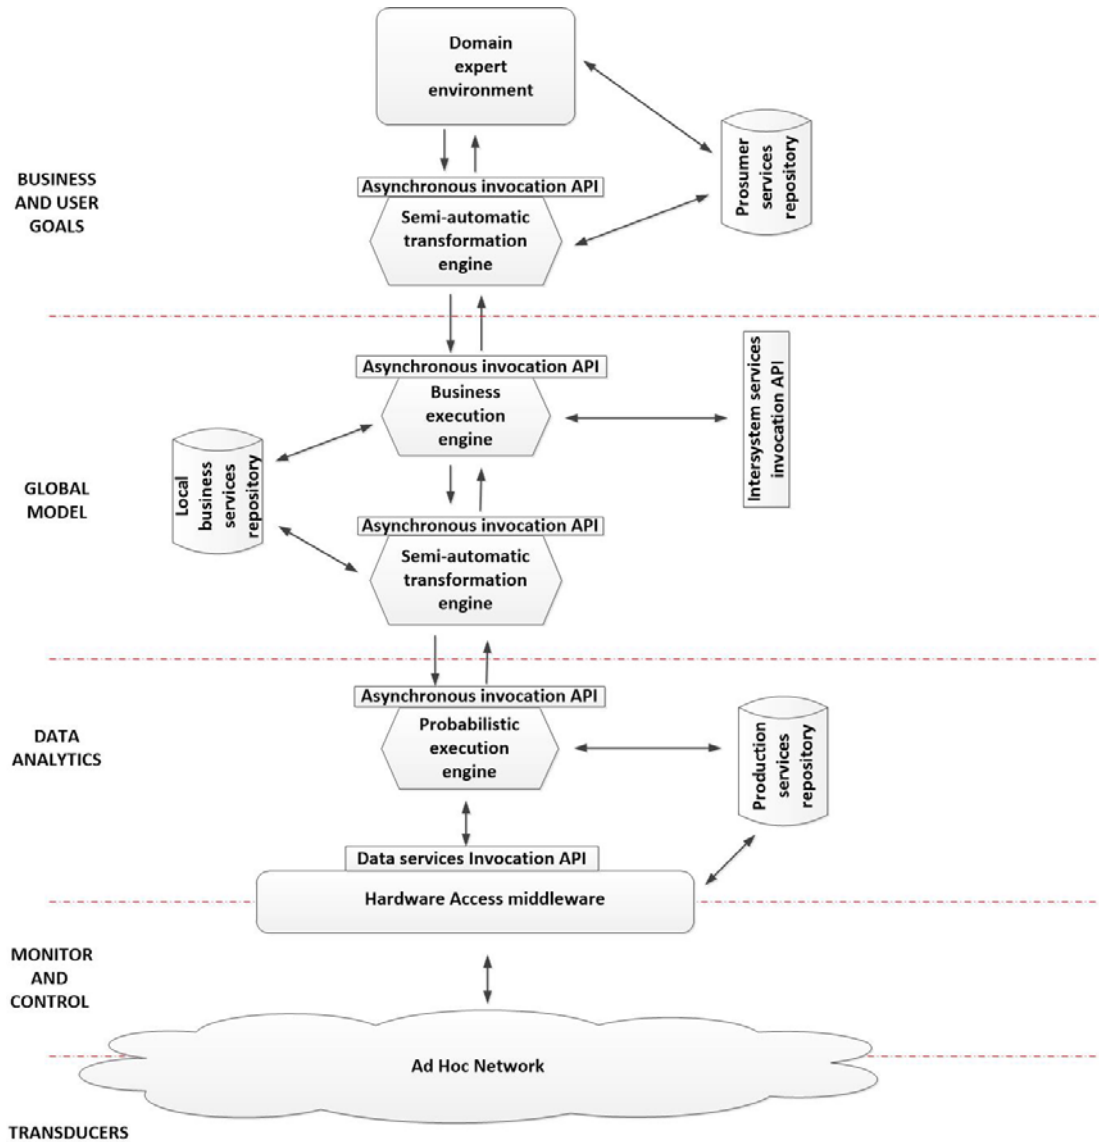 Domain
expert
environment
Prosumer
services
repository
BUSINESS
AND USER
GOALS
Asynchronous invocation API
Semi-automatic
transformation
engine
Asynchronous invocation API
Business
execution
engine
Intersystem services
invocation API
Local
business
services
repository
GLOBAL
MODEL
Asynchronous invocation API
Semi-automatic
transformation
engine
Asynchronous invocation API
Probabilistic
execution
engine
DATA
ANALYTICS
Production
services
repository
Data services Invocation API
Hardware Access middleware
MONITOR
AND
CONTROL
Ad Hoc Network
TRANSDUCERS